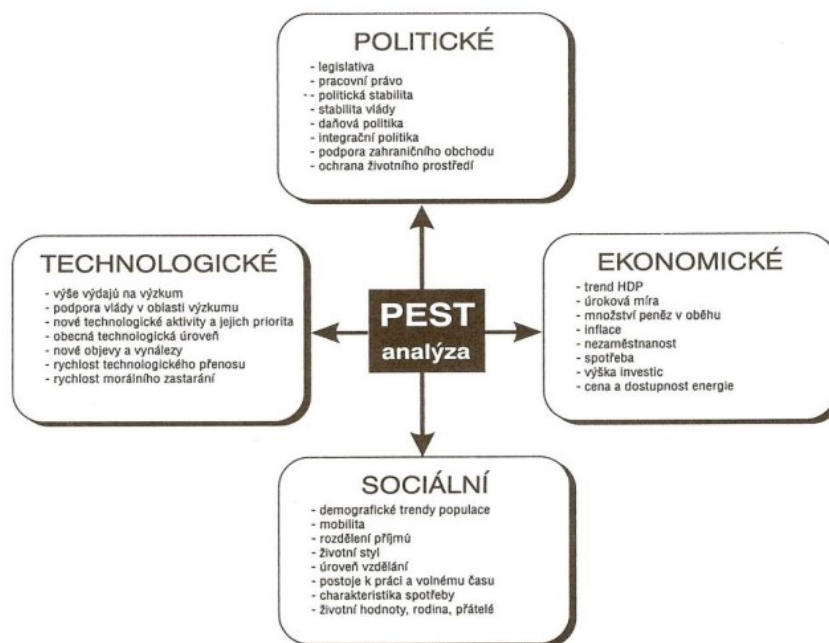 POLITICKÉ
- legislativa
- pracovní právo
-- politická stabilita
- stabilita vlády
- daňová politika
- integrační politika
- podpora zahraničního obchodu
- ochrana životního prostředí
TECHNOLOGICKÉ
- výše výdajů na výzkum
- podpora vlády v oblasti výzkumu
- nové technologické aktivity a jejich priorita
- obecná technologická úroveň
- nové objevy a vynálezy
- rychlost technologického přenosu
- rychlost morálního zastarání
PEST
analýza
EKONOMICKÉ
- trend HDP
- úroková míra
- množství peněz v oběhu
- inflace
- nezaměstnanost
- spotřeba
- výška investic
- cena a dostupnost energie
SOCIÁLNÍ
- demografické trendy populace
- mobilita
- rozdělení příjmů
- životní styl
- úroveň vzdělání
- postoje k práci a volnému času
- charakteristika spotřeby
- životní hodnoty, rodina, přátelé